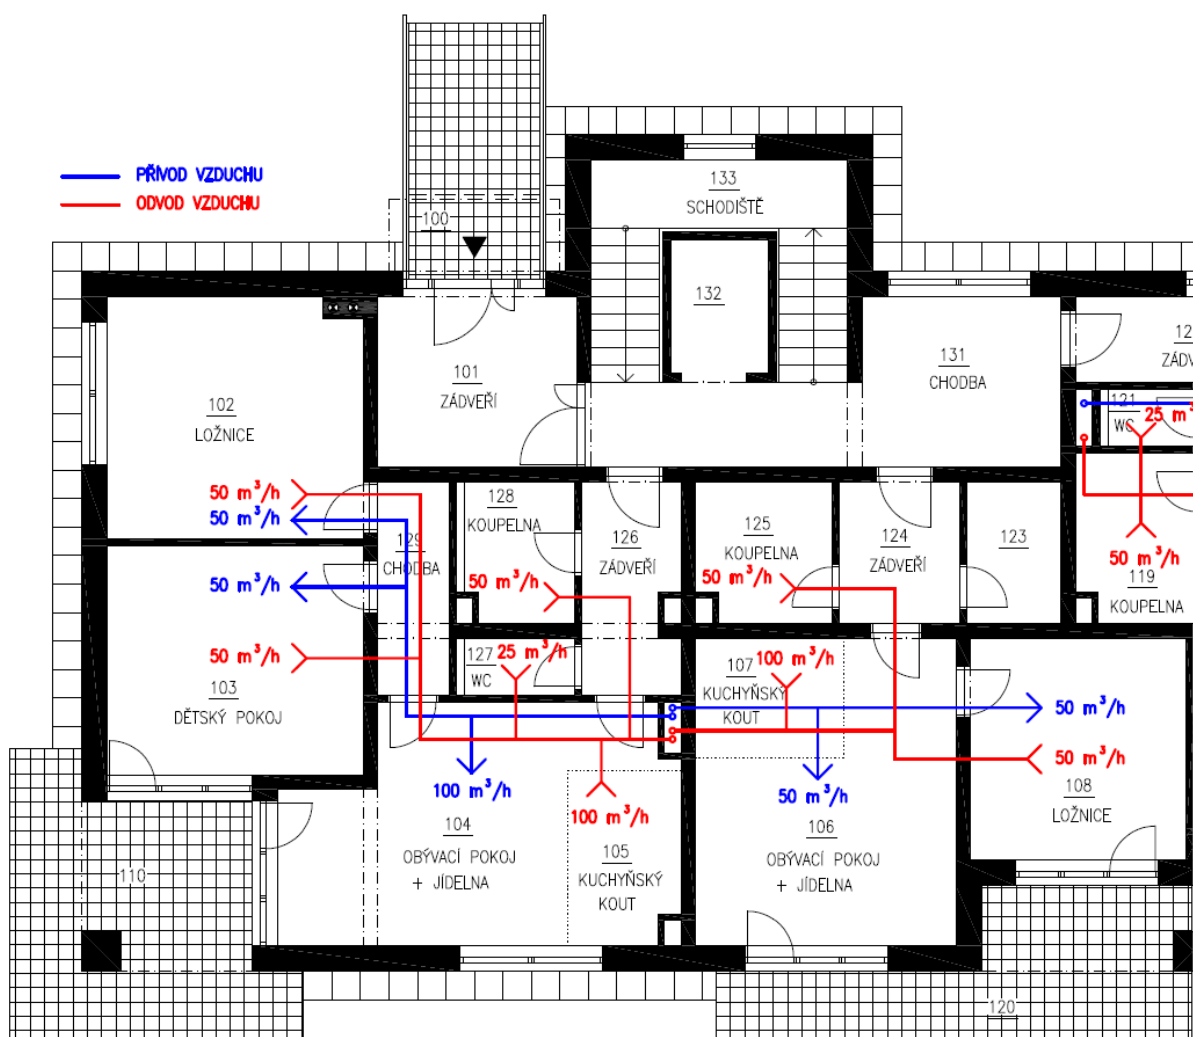 PŘÍVOD VZDUCHU
ODVOD VZDUCHU
100
133
SCHODIŠTĚ
132
101
ZÁDVEŘÍ
131
CHODBA
102
LOŽNICE
121
WC
25 m³/h
50 m³/h
50 m³/h
128
KOUPELNA
126
ZÁDVEŘÍ
125
KOUPELNA
124
ZÁDVEŘÍ
123
50 m³/h
119
KOUPELNA
129
CHODBA
50 m³/h
50 m³/h
50 m³/h
50 m³/h
103
DĚTSKÝ POKOJ
127
WC
25 m³/h
107
KUCHYŇSKÝ
KOUT
100 m³/h
50 m³/h
50 m³/h
108
LOŽNICE
100 m³/h
100 m³/h
50 m³/h
104
OBÝVACÍ POKOJ
+ JÍDELNA
105
KUCHYŇSKÝ
KOUT
106
OBÝVACÍ POKOJ
+ JÍDELNA
110
120